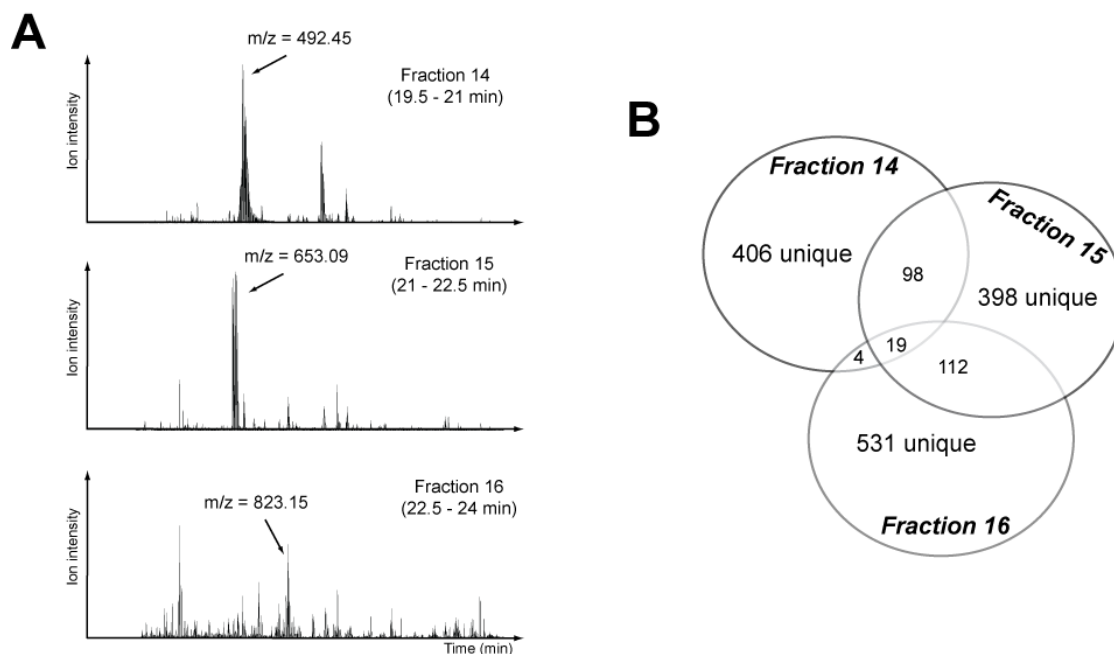 A
m/z = 492.45
Fraction 14
(19.5 - 21 min)
Ion intensity
m/z = 653.09
Fraction 15
(21 - 22.5 min)
Ion intensity
m/z = 823.15
Fraction 16
(22.5 - 24 min)
Ion intensity
Time (min)
B
Fraction 14
Fraction 15
406 unique
98
398 unique
4
19
112
531 unique
Fraction 16